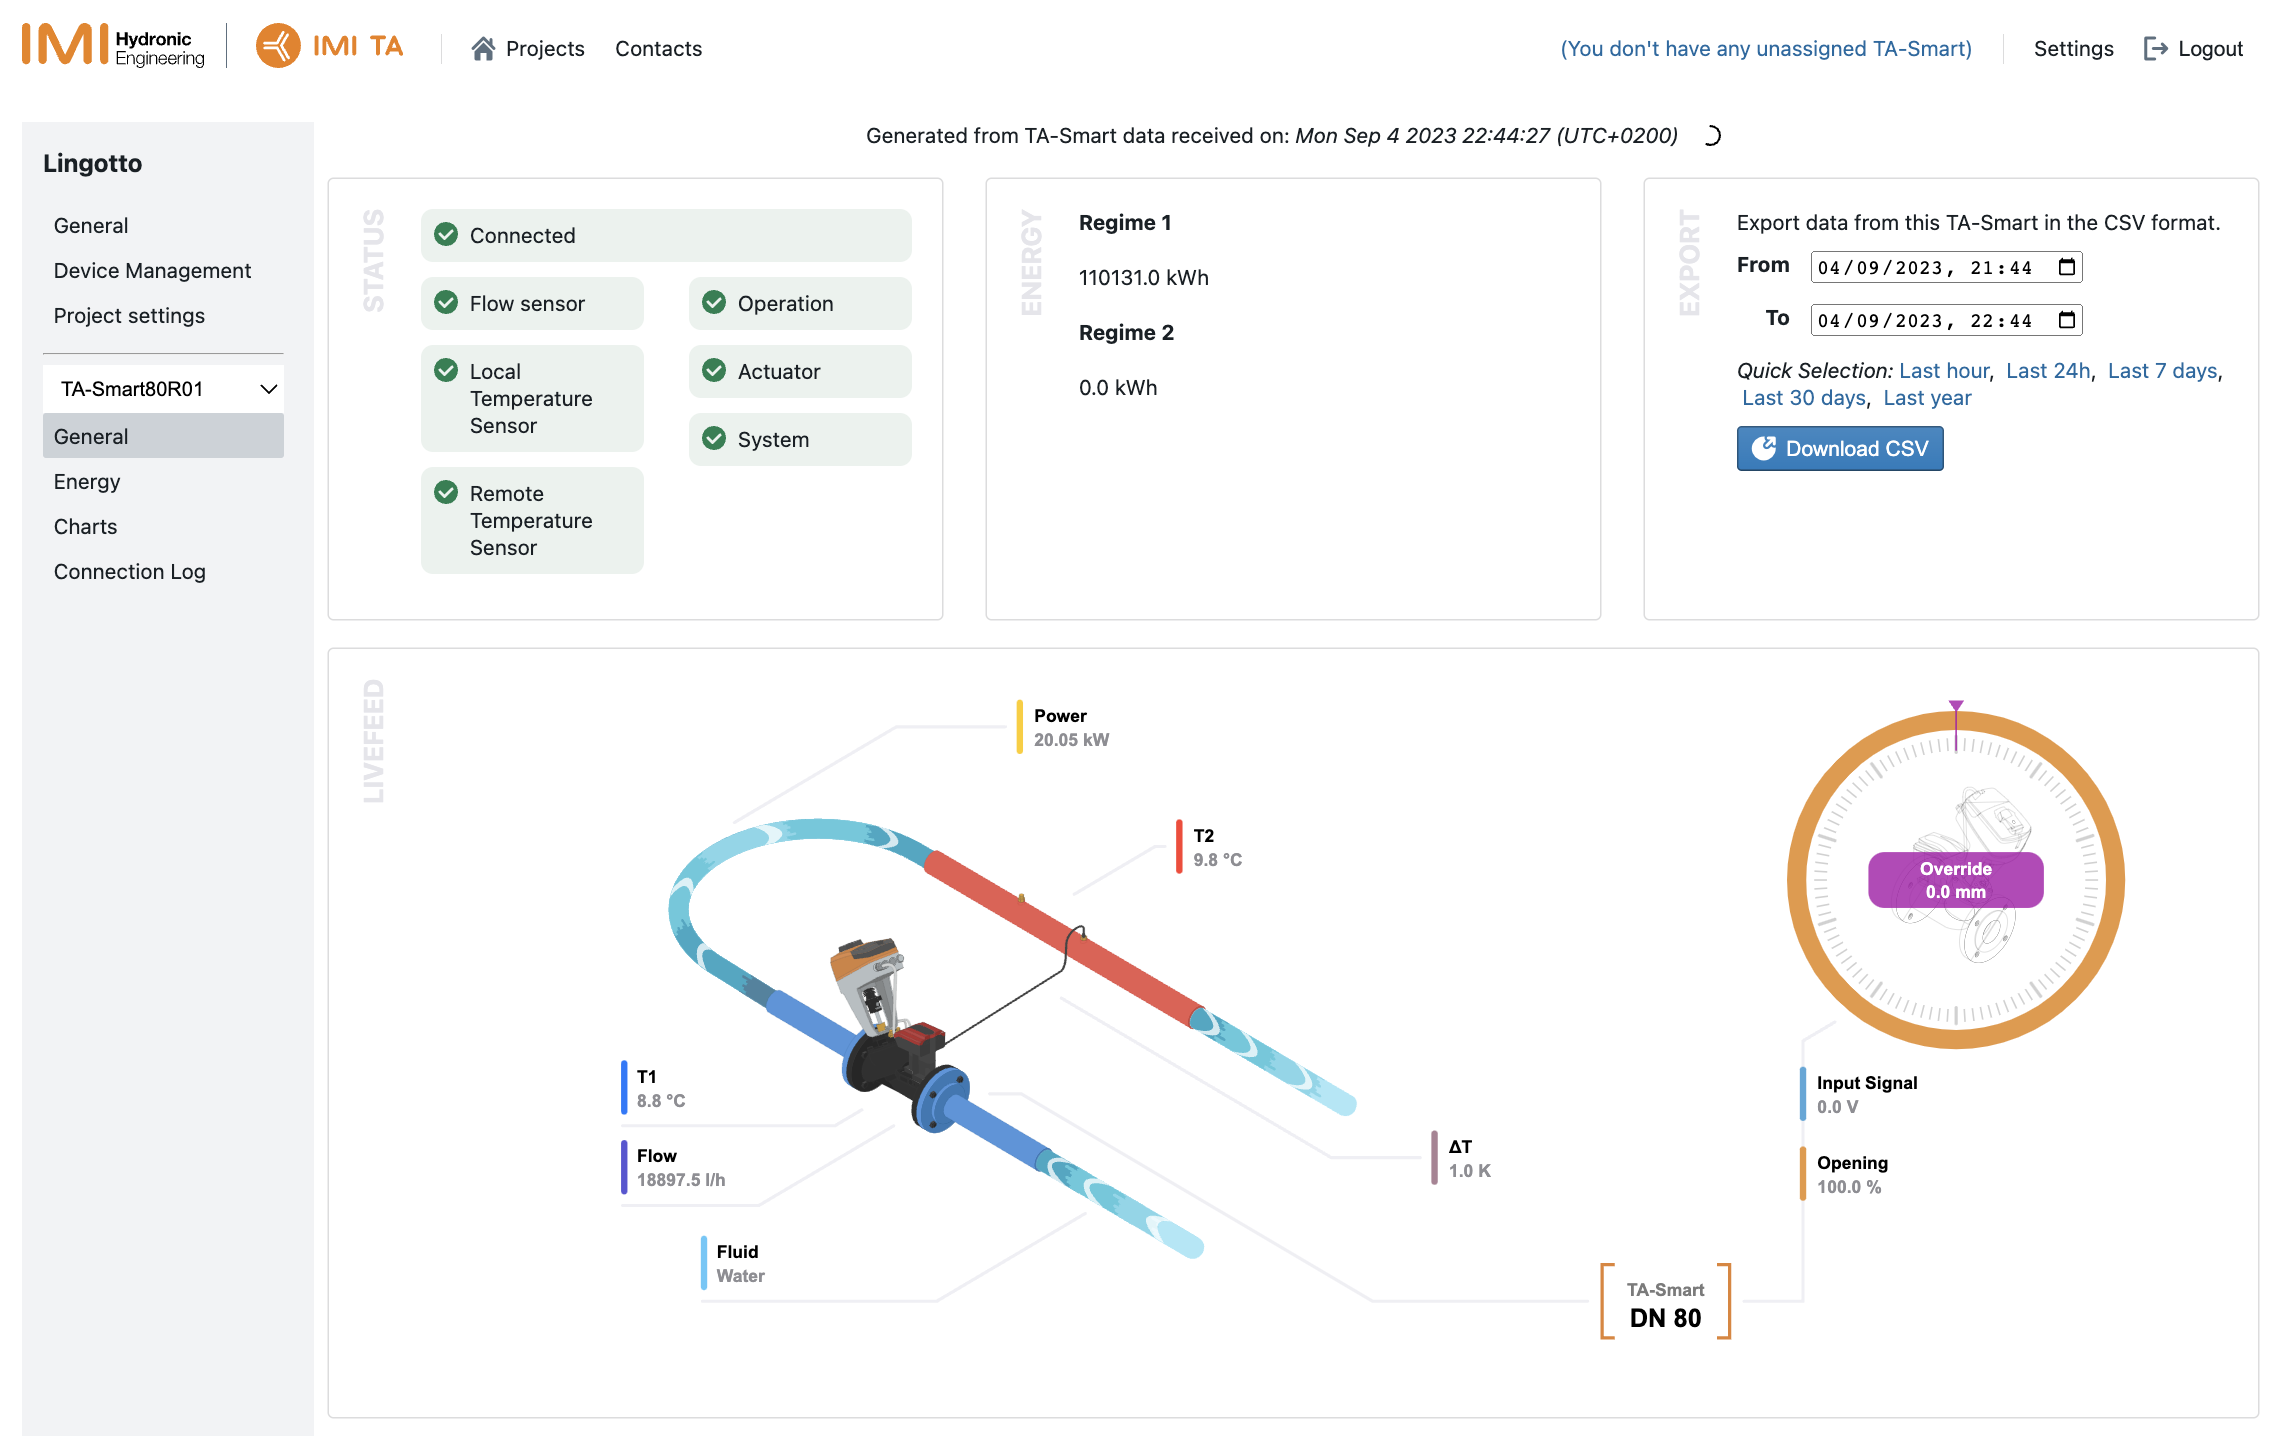 IMI Hydronic
Engineering
IMI TA
Projects
Contacts
(You don't have any unassigned TA-Smart)
Settings
Logout
Lingotto
General
Device Management
Project settings
TA-Smart80R01
General
Energy
Charts
Connection Log
Generated from TA-Smart data received on: Mon Sep 4 2023 22:44:27 (UTC+0200)
STATUS
Connected
Flow sensor
Operation
Local
Temperature
Sensor
Actuator
System
Remote
Temperature
Sensor
ENERGY
Regime 1
110131.0 kWh
Regime 2
0.0 kWh
EXPORT
Export data from this TA-Smart in the CSV format.
From 04/09/2023, 21:44
To 04/09/2023, 22:44
Quick Selection: Last hour, Last 24h, Last 7 days,
Last 30 days, Last year
Download CSV
LIVEFEED
Power
20.05 kW
T2
9.8 °C
Override
0.0 mm
T1
8.8 °C
Flow
18897.5 l/h
Fluid
Water
ΔT
1.0 K
Input Signal
0.0 V
Opening
100.0 %
TA-Smart
DN 80